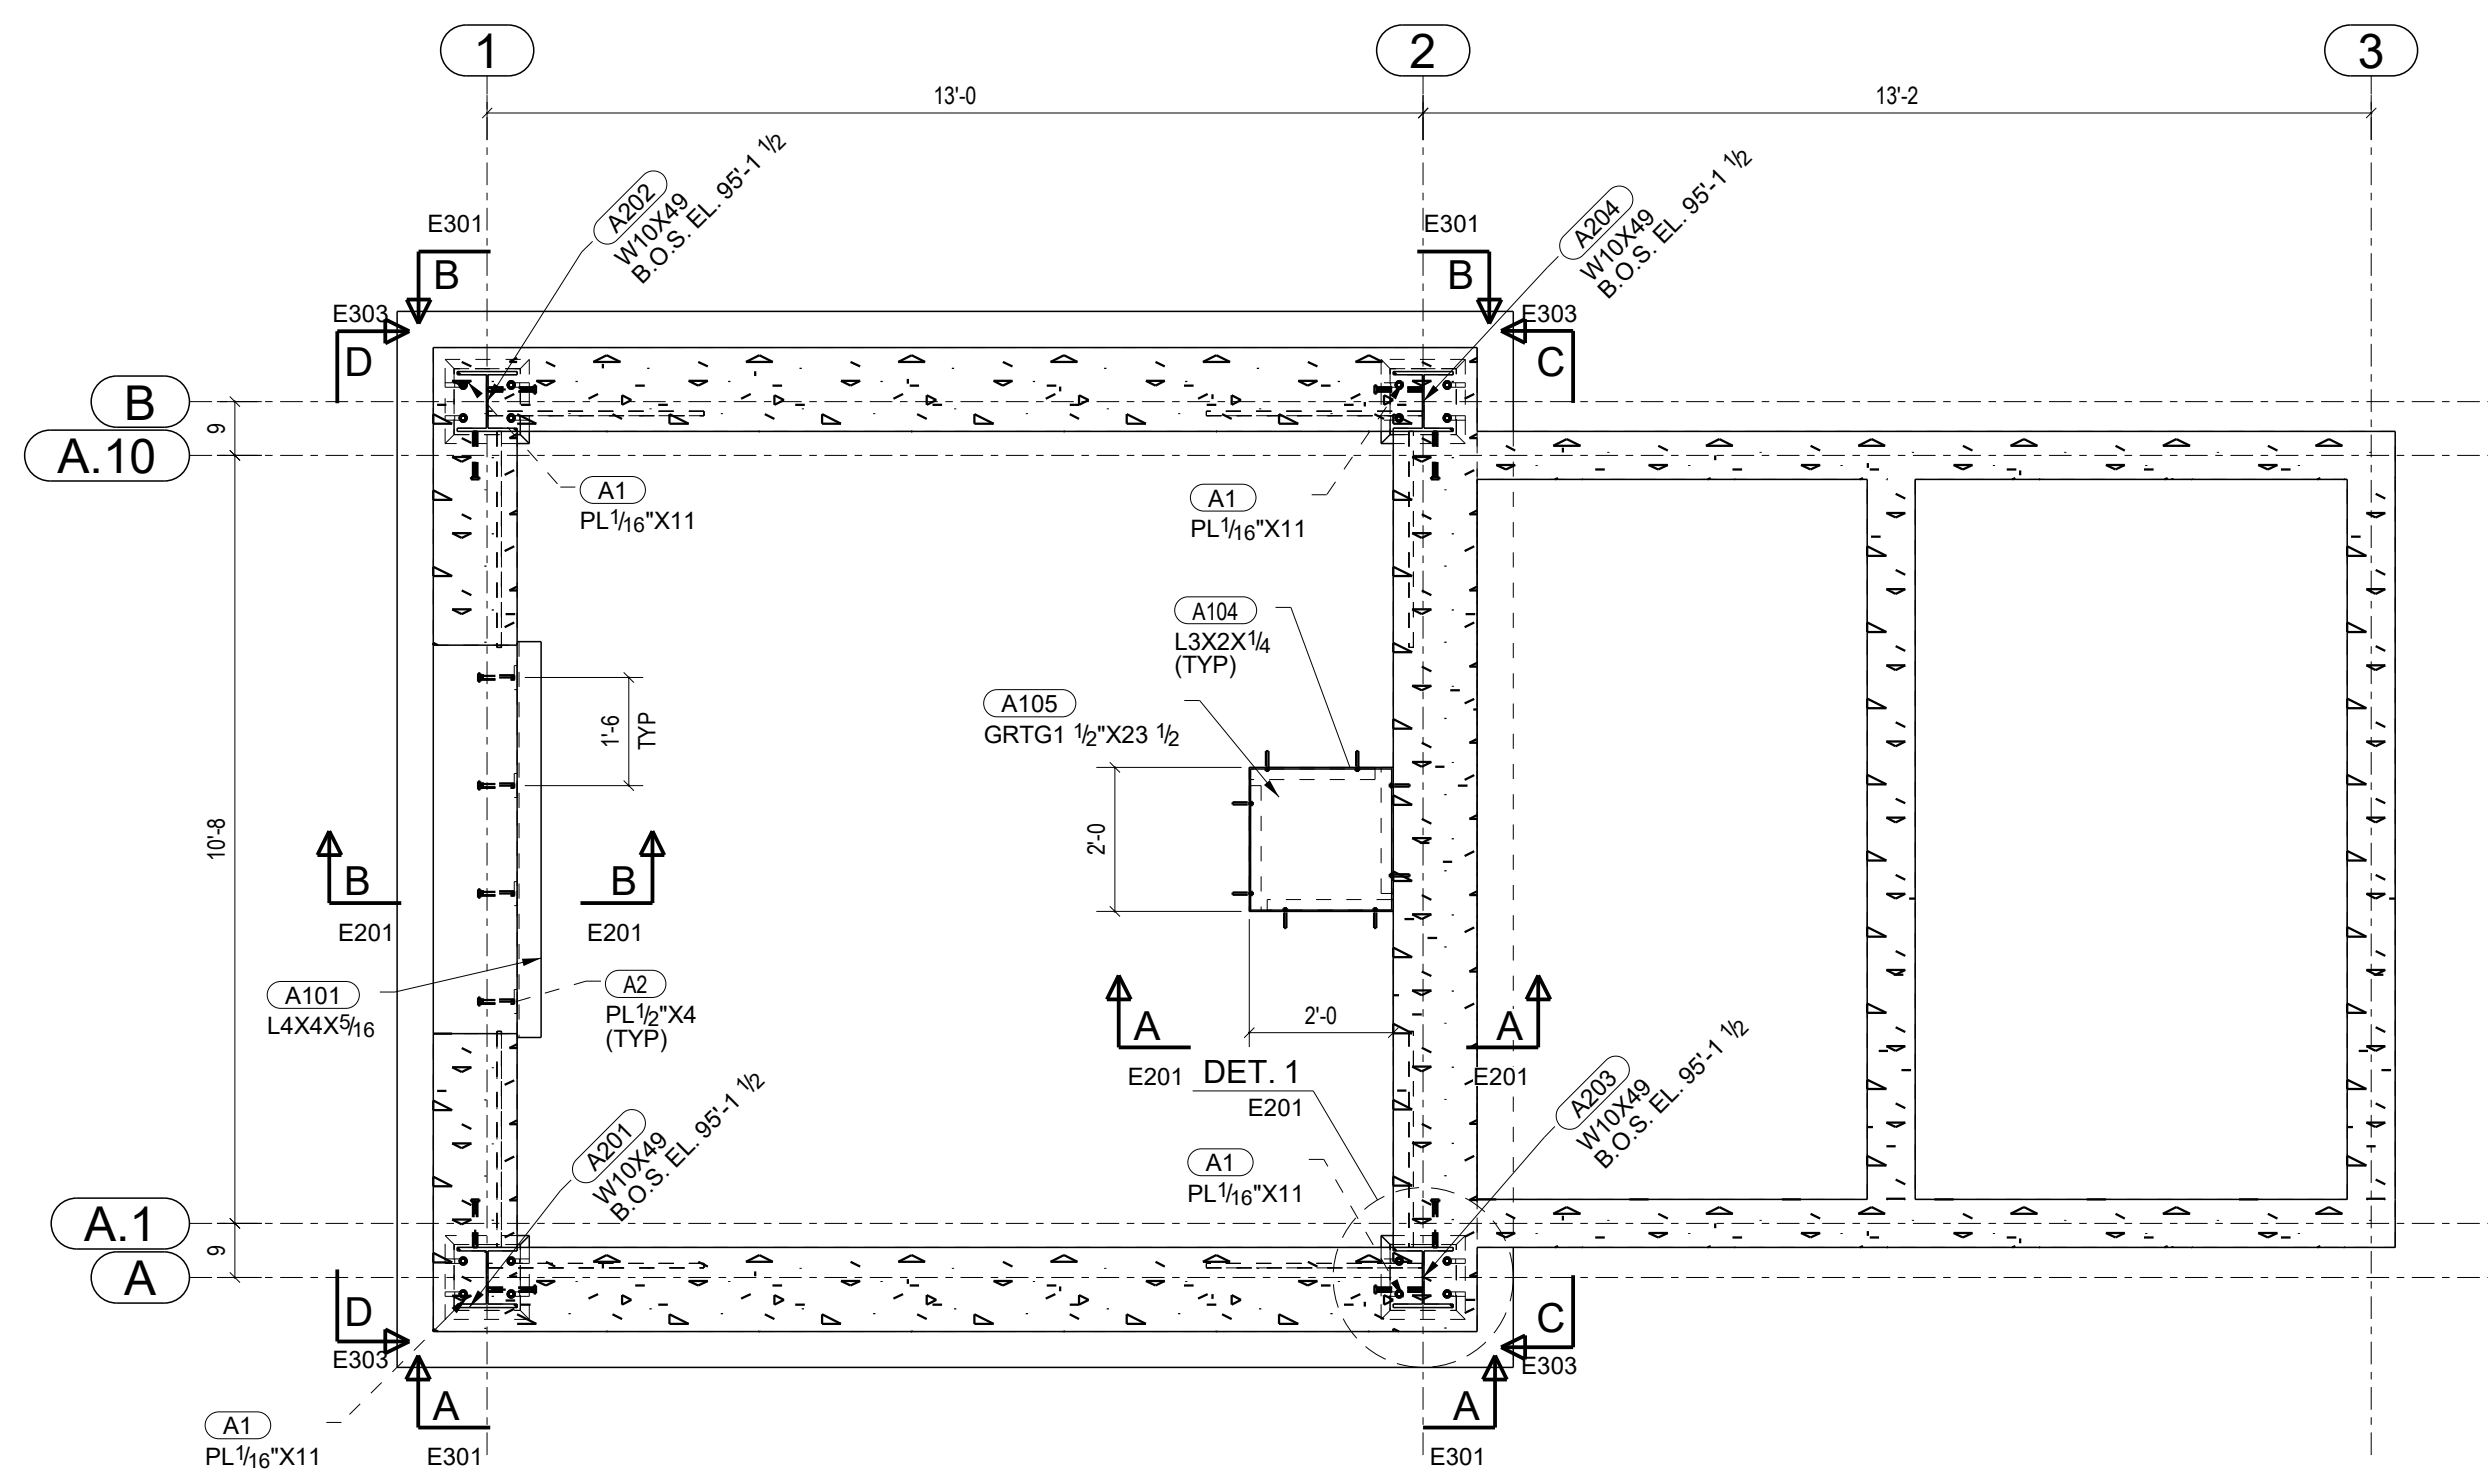 1
2
3
13'-0
13'-2
A202
W10X49
B.O.S. EL. 95'-1 1/2
A204
W10X49
B.O.S. EL. 95'-1 1/2
E301
B
E301
B
E303
D
E303
C
B
9
A.10
A1
PL1/16"X11
A1
PL1/16"X11
A104
L3X2X1/4
(TYP)
A105
GRTG1 1/2"X23 1/2
1'-6
TYP
10'-8
2'-0
B
E201
B
E201
A101
L4X4X5/16
A2
PL1/2"X4
(TYP)
2'-0
A
E201
A
E201
DET. 1
E201
A201
W10X49
B.O.S. EL. 95'-1 1/2
A203
W10X49
B.O.S. EL. 95'-1 1/2
A1
PL1/16"X11
A.1
9
A
D
E303
C
E303
A
E301
A
E301
A1
PL1/16"X11